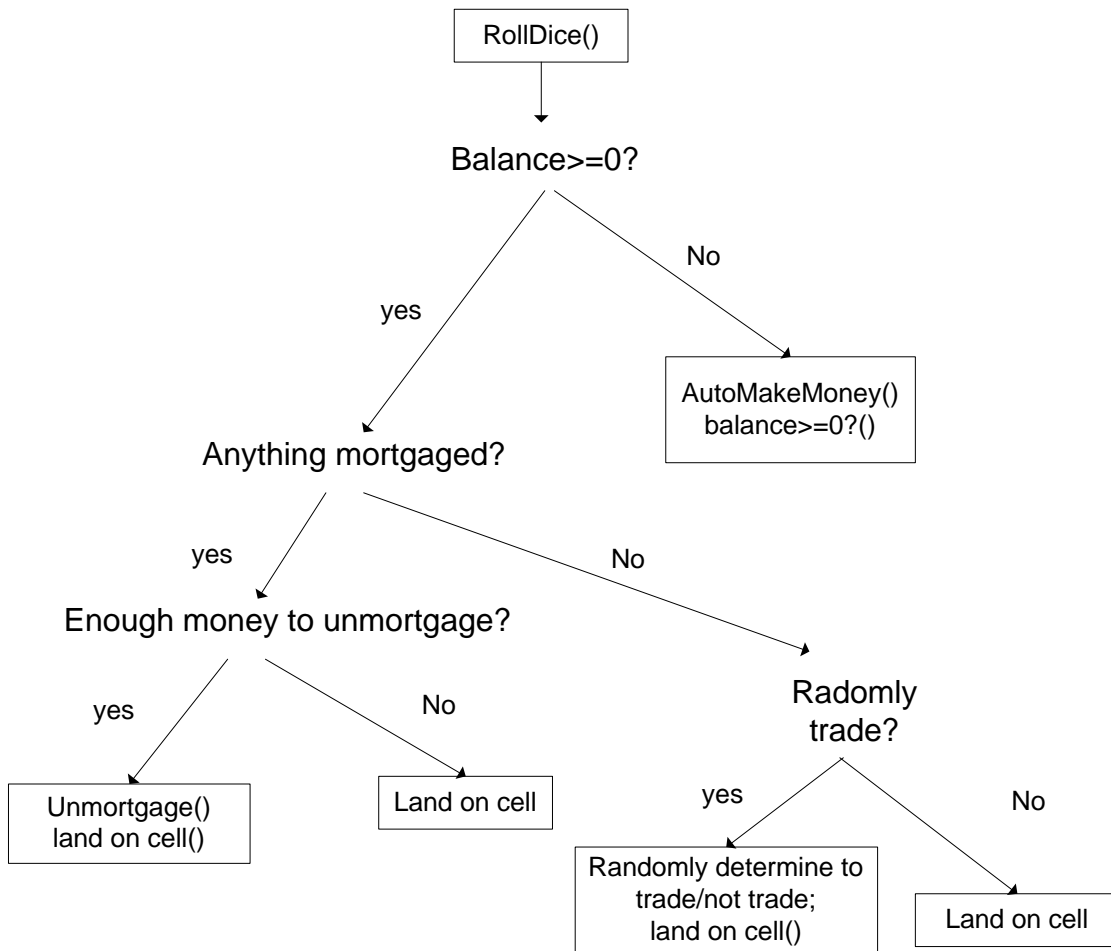 RollDice()
Balance>=0?
No
yes
AutoMakeMoney()
balance>=0?()
Anything mortgaged?
yes
No
Enough money to unmortgage?
yes
No
Radomly
trade?
Unmortgage()
land on cell()
Land on cell
yes
No
Randomly determine to
trade/not trade;
land on cell()
Land on cell